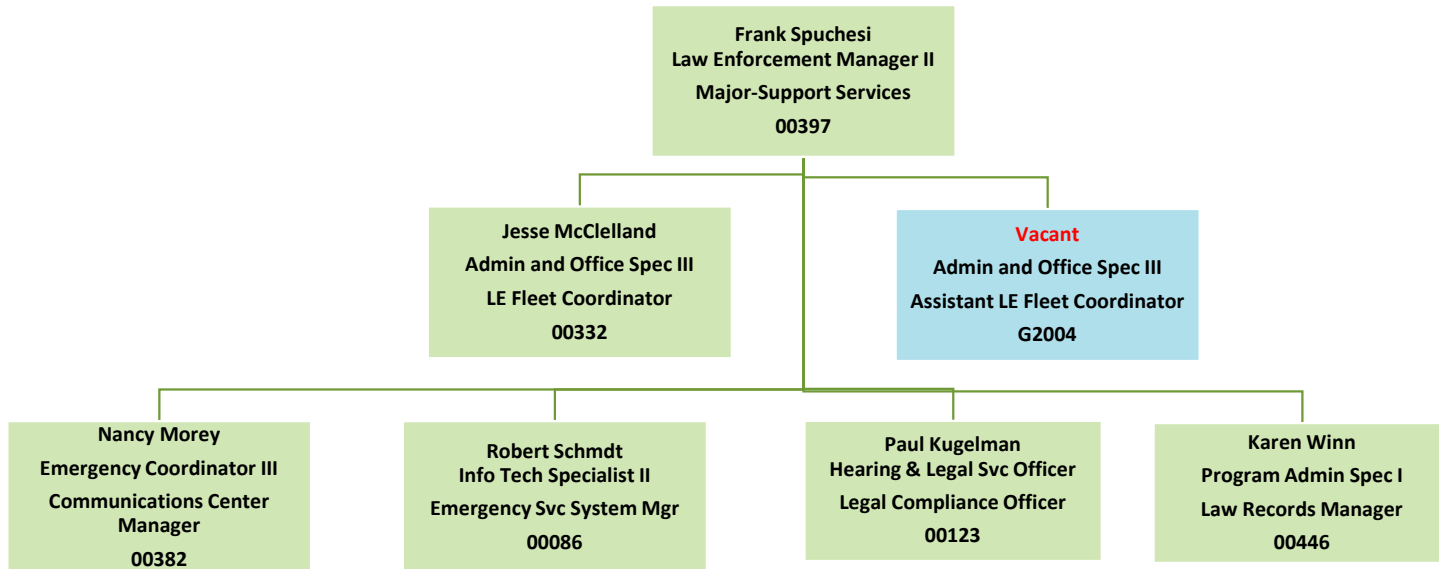 Frank Spuchesi
Law Enforcement Manager II
Major-Support Services
00397
Jesse McClelland
Admin and Office Spec III
LE Fleet Coordinator
00332
Vacant
Admin and Office Spec III
Assistant LE Fleet Coordinator
G2004
Nancy Morey
Emergency Coordinator III
Communications Center
Manager
00382
Robert Schmdt
Info Tech Specialist II
Emergency Svc System Mgr
00086
Paul Kugelman
Hearing & Legal Svc Officer
Legal Compliance Officer
00123
Karen Winn
Program Admin Spec I
Law Records Manager
00446